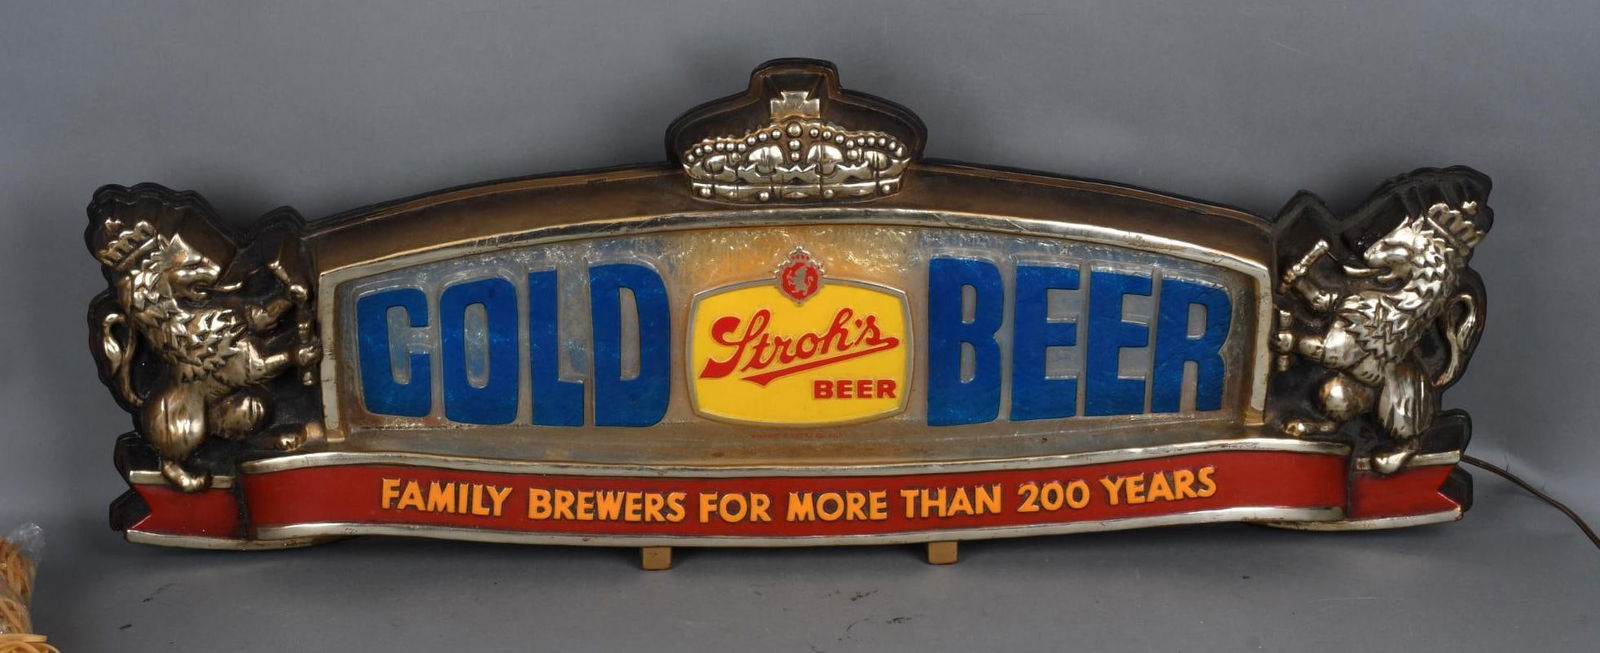 COLD Stroh's BEER
BEER
FAMILY BREWERS FOR MORE THAN 200 YEARS